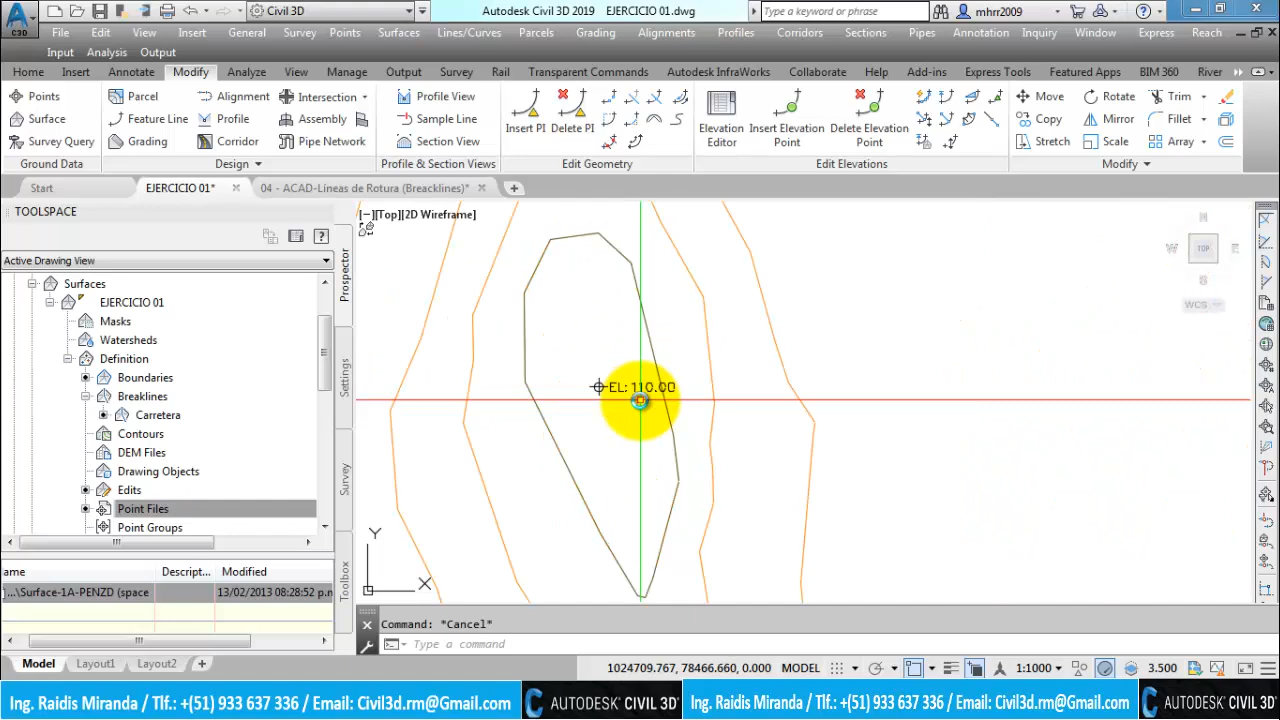 A
C3D
Civil 3D
Autodesk Civil 3D 2019 EJERCICIO 01.dwg
Type a keyword or phrase
mhrr2009
File Edit View Insert General Survey Points Surfaces Lines/Curves Parcels Grading Alignments Profiles Corridors Sections Pipes Annotation Inquiry Window Express Reach
Input Analysis Output
Home Insert Annotate Modify Analyze View Manage Output Survey Rail Transparent Commands Autodesk InfraWorks Collaborate Help Add-ins Express Tools Featured Apps BIM 360 River
Points Parcel Alignment Intersection Profile View Move Rotate Trim
Surface Feature Line Profile Assembly Sample Line Insert PI Delete PI Elevation Editor Insert Elevation Point Delete Elevation Point Copy Mirror Fillet
Survey Query Grading Corridor Pipe Network Section View Stretch Scale Array
Ground Data Design Profile & Section Views Edit Geometry Edit Elevations Modify
Start EJERCICIO 01* 04 - ACAD-Líneas de Rotura (Breacklines)*
TOOLSPACE
[−][Top][2D Wireframe]
Active Drawing View
Surfaces
EJERCICIO 01
Masks
Watersheds
Definition
Boundaries
Breaklines
Carretera
Contours
DEM Files
Drawing Objects
Edits
Point Files
Point Groups
Prospector
Settings
Survey
Toolbox
ame Descript... Modified
...\Surface-1A-PENZD (space 13/02/2013 08:28:52 p.n
EL: 110.00
TOP
W
E
S
WCS
Y
X
Command: *Cancel*
Type a command
Model Layout1 Layout2
1024709.767, 78466.660, 0.000 MODEL 1:1000 3.500
Ing. Raidis Miranda / Tlf.: +(51) 933 637 336 / Email: Civil3d.rm@Gmail.com AUTODESK® CIVIL 3D® Ing. Raidis Miranda / Tlf.: +(51) 933 637 336 / Email: Civil3d.rm@Gmail.com AUTODESK® CIVIL 3D®